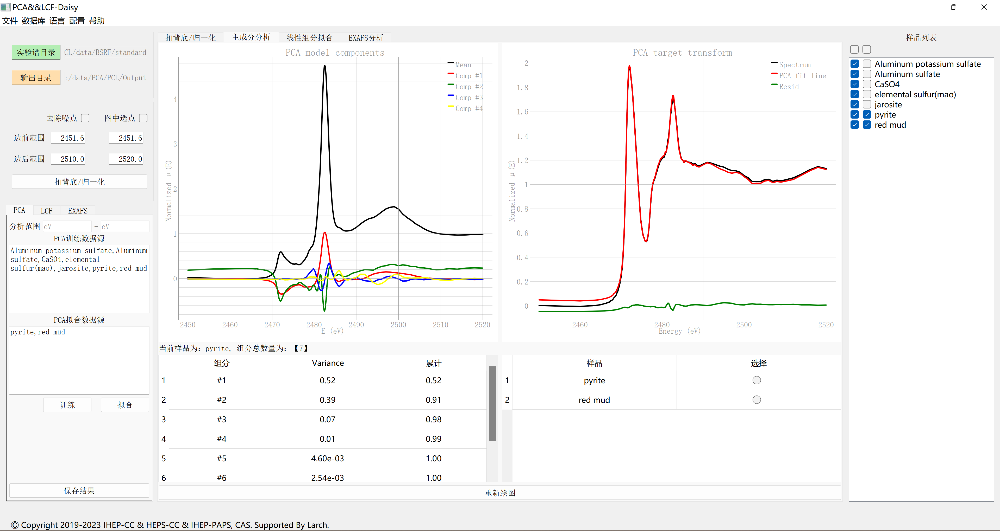 PCA&&LCF-Daisy
文件 数据库 语言 配置 帮助
实验谱目录 CL/data/BSRF/standard
输出目录 :/data/PCA/PCL/Output
去除噪点 图中选点
边前范围 2451.6 - 2451.6
边后范围 2510.0 - 2520.0
扣背底/归一化
PCA LCF EXAFS
分析范围 eV - eV
PCA训练数据源
Aluminum potassium sulfate,Aluminum
sulfate,CaSO4,elemental
sulfur(mao),jarosite,pyrite,red mud
PCA拟合数据源
pyrite,red mud
训练 拟合
保存结果
扣背底/归一化 主成分分析 线性组分拟合 EXAFS分析
PCA model components
Mean
Comp #1
Comp #2
Comp #3
Comp #4
Normalized μ(E)
4
3
2
1
0
2450 2460 2470 2480 2490 2500 2510 2520
E (eV)
PCA target transform
Spectrum
PCA_fit line
Resid
Normalized μ(E)
2
1.8
1.6
1.4
1.2
1
0.8
0.6
0.4
0.2
0
2460 2480 2500 2520
Energy (eV)
当前样品为: pyrite, 组分总数量为: 【7】
组分 Variance 累计
1 #1 0.52 0.52
2 #2 0.39 0.91
3 #3 0.07 0.98
4 #4 0.01 0.99
5 #5 4.60e-03 1.00
6 #6 2.54e-03 1.00
样品 选择
1 pyrite
2 red mud
重新绘图
样品列表
Aluminum potassium sulfate
Aluminum sulfate
CaSO4
elemental sulfur(mao)
jarosite
pyrite
red mud
© Copyright 2019-2023 IHEP-CC & HEPS-CC & IHEP-PAPS, CAS. Supported By Larch.